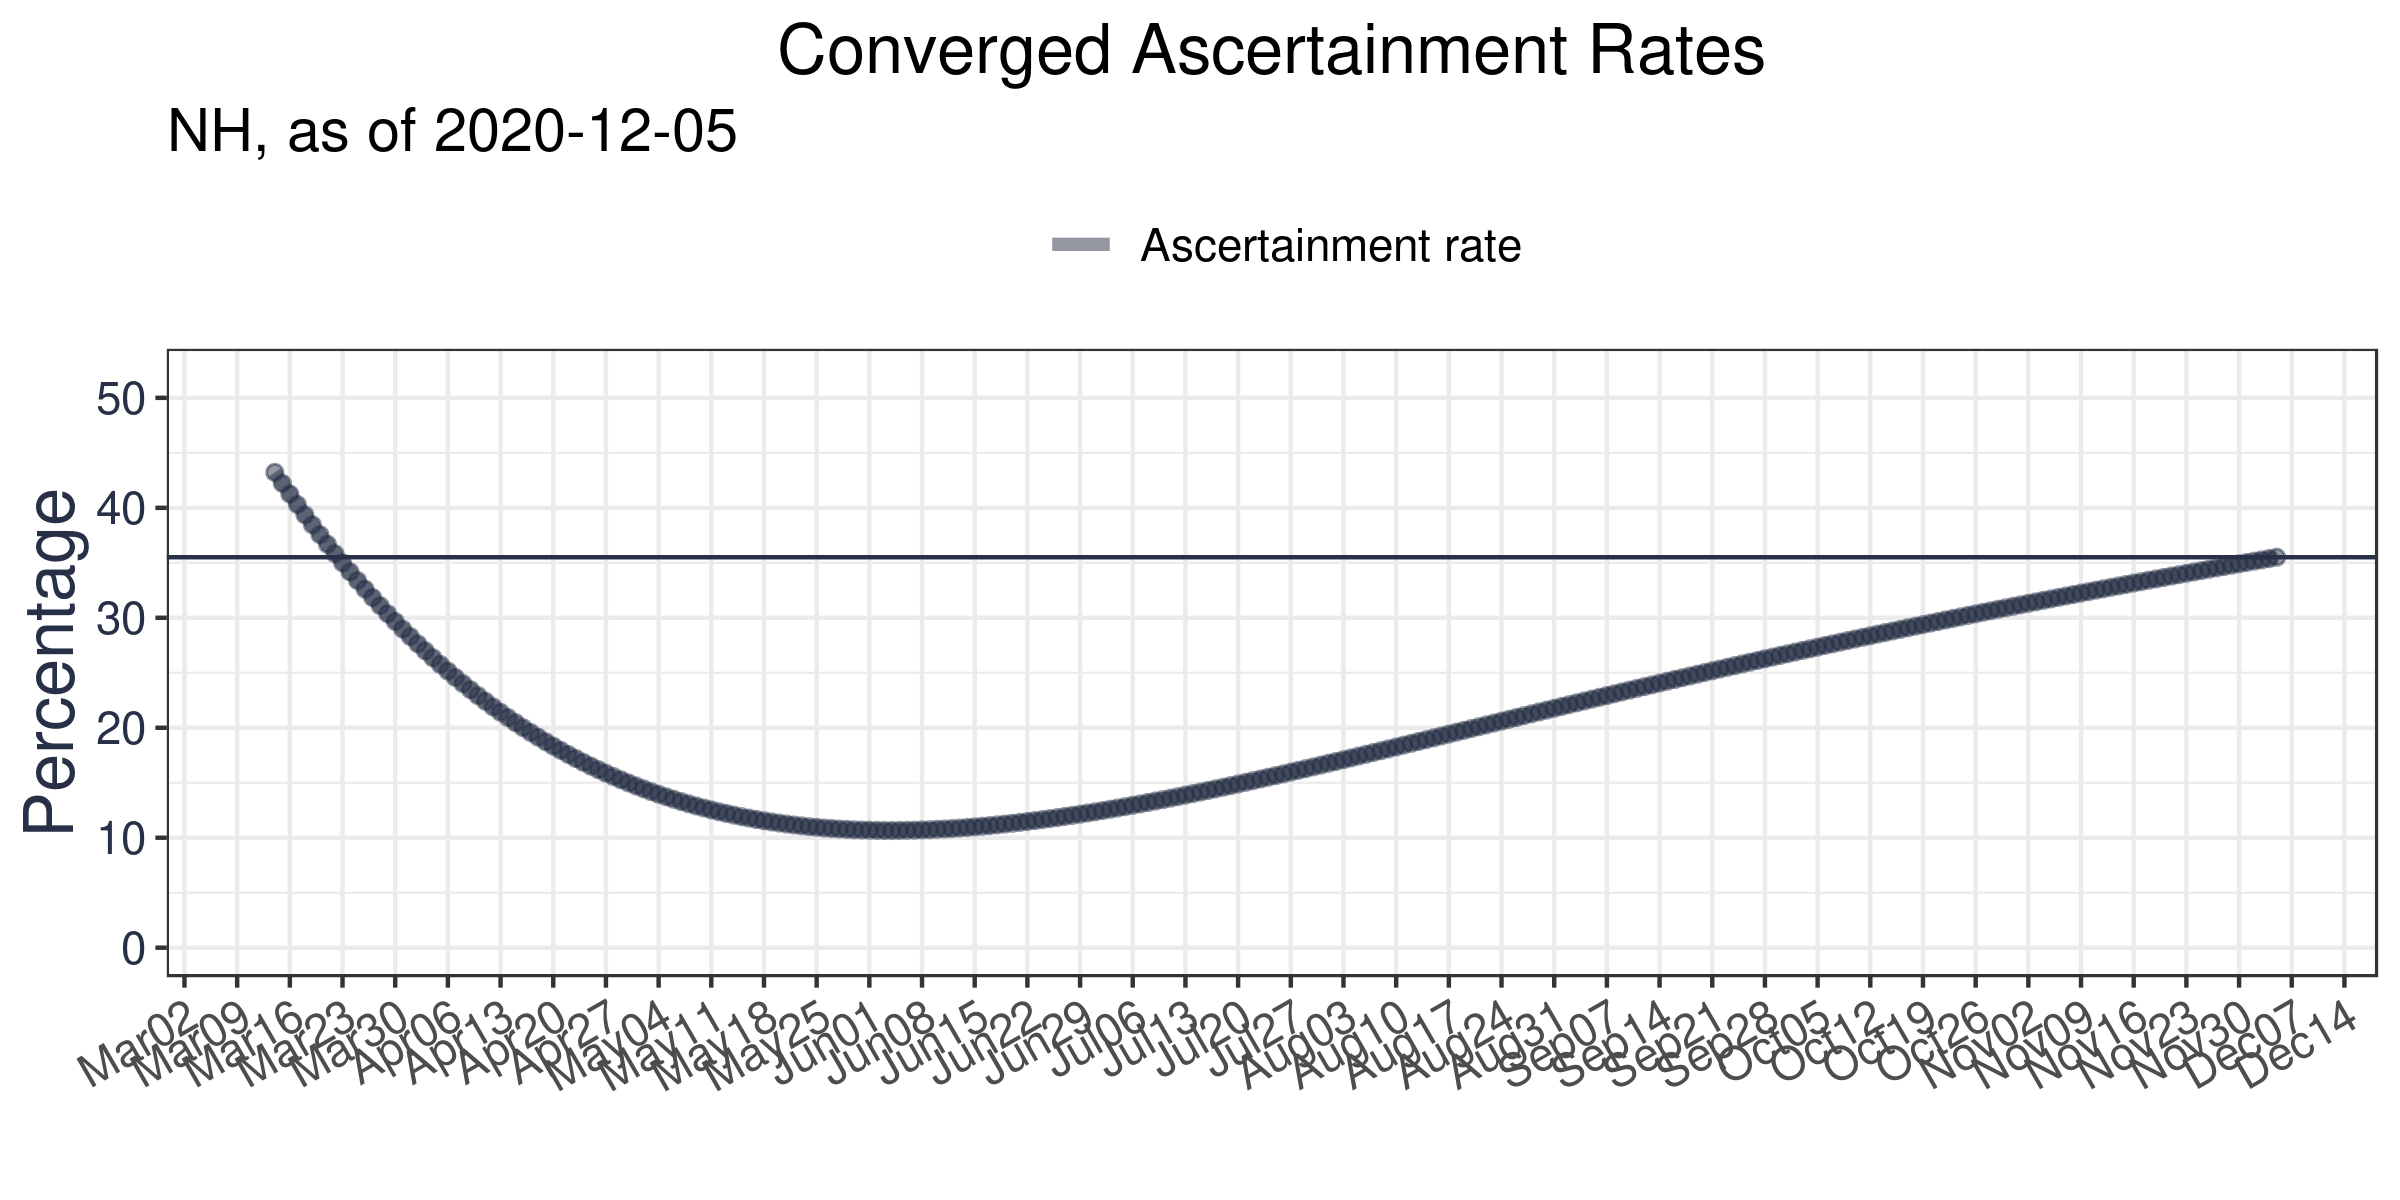 Converged Ascertainment Rates
NH, as of 2020-12-05
Ascertainment rate
Percentage
50
40
30
20
10
0
Mar02
Mar09
Mar16
Mar23
Mar30
Apr06
Apr13
Apr20
Apr27
May04
May11
May18
May25
Jun01
Jun08
Jun15
Jun22
Jun29
Jul06
Jul13
Jul20
Jul27
Aug03
Aug10
Aug17
Aug24
Aug31
Sep07
Sep14
Sep21
Sep28
Oct05
Oct12
Oct19
Oct26
Nov02
Nov09
Nov16
Nov23
Nov30
Dec07
Dec14